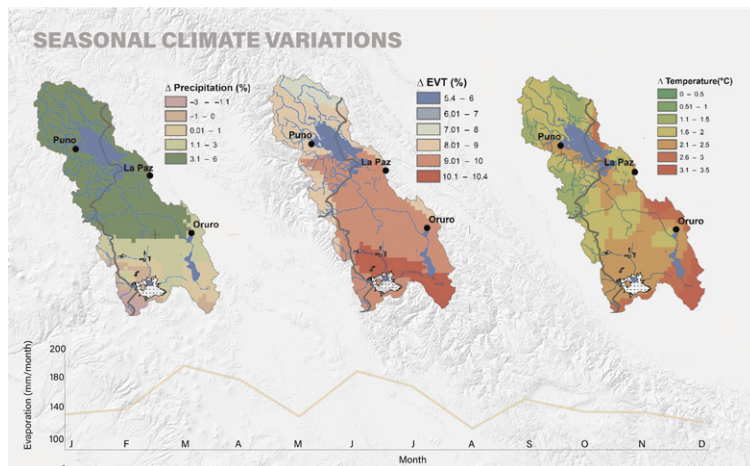 SEASONAL CLIMATE VARIATIONS
Δ Precipitation (%)
-3 – -1.1
-1 – 0
0.01 – 1
1.1 – 3
3.1 – 6
Puno
La Paz
Oruro
Δ EVT (%)
5.4 – 6
6.01 – 7
7.01 – 8
8.01 – 9
9.01 – 10
10.1 – 10.4
Puno
La Paz
Oruro
Δ Temperature(°C)
0 – 0.5
0.51 – 1
1.1 – 1.5
1.6 – 2
2.1 – 2.5
2.6 – 3
3.1 – 3.5
Puno
La Paz
Oruro
Evaporation (mm/month)
200
180
140
100
J F M A M J J A S O N D
Month